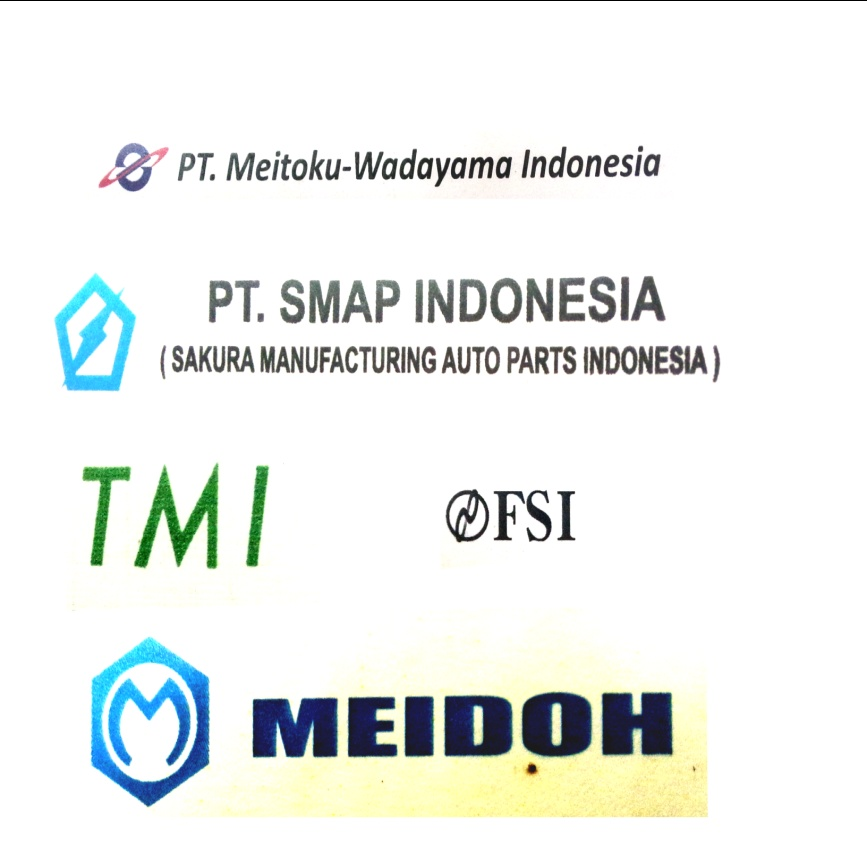 PT. Meitoku-Wadayama Indonesia
PT. SMAP INDONESIA
( SAKURA MANUFACTURING AUTO PARTS INDONESIA )
TMI
FSI
MEIDOH